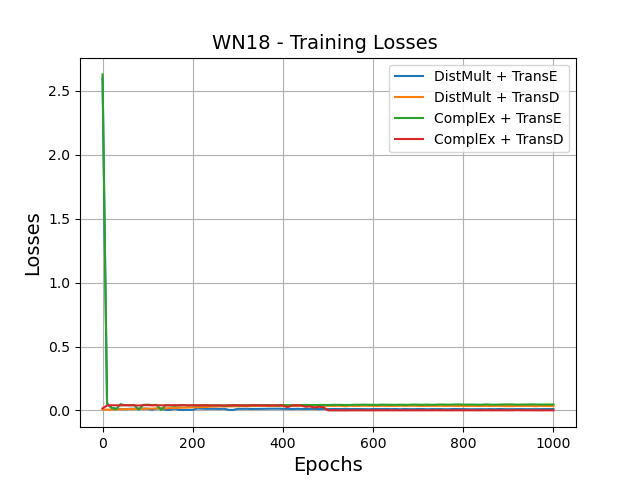 WN18 - Training Losses
DistMult + TransE
DistMult + TransD
ComplEx + TransE
ComplEx + TransD
Losses
2.5
2.0
1.5
1.0
0.5
0.0
0 200 400 600 800 1000
Epochs